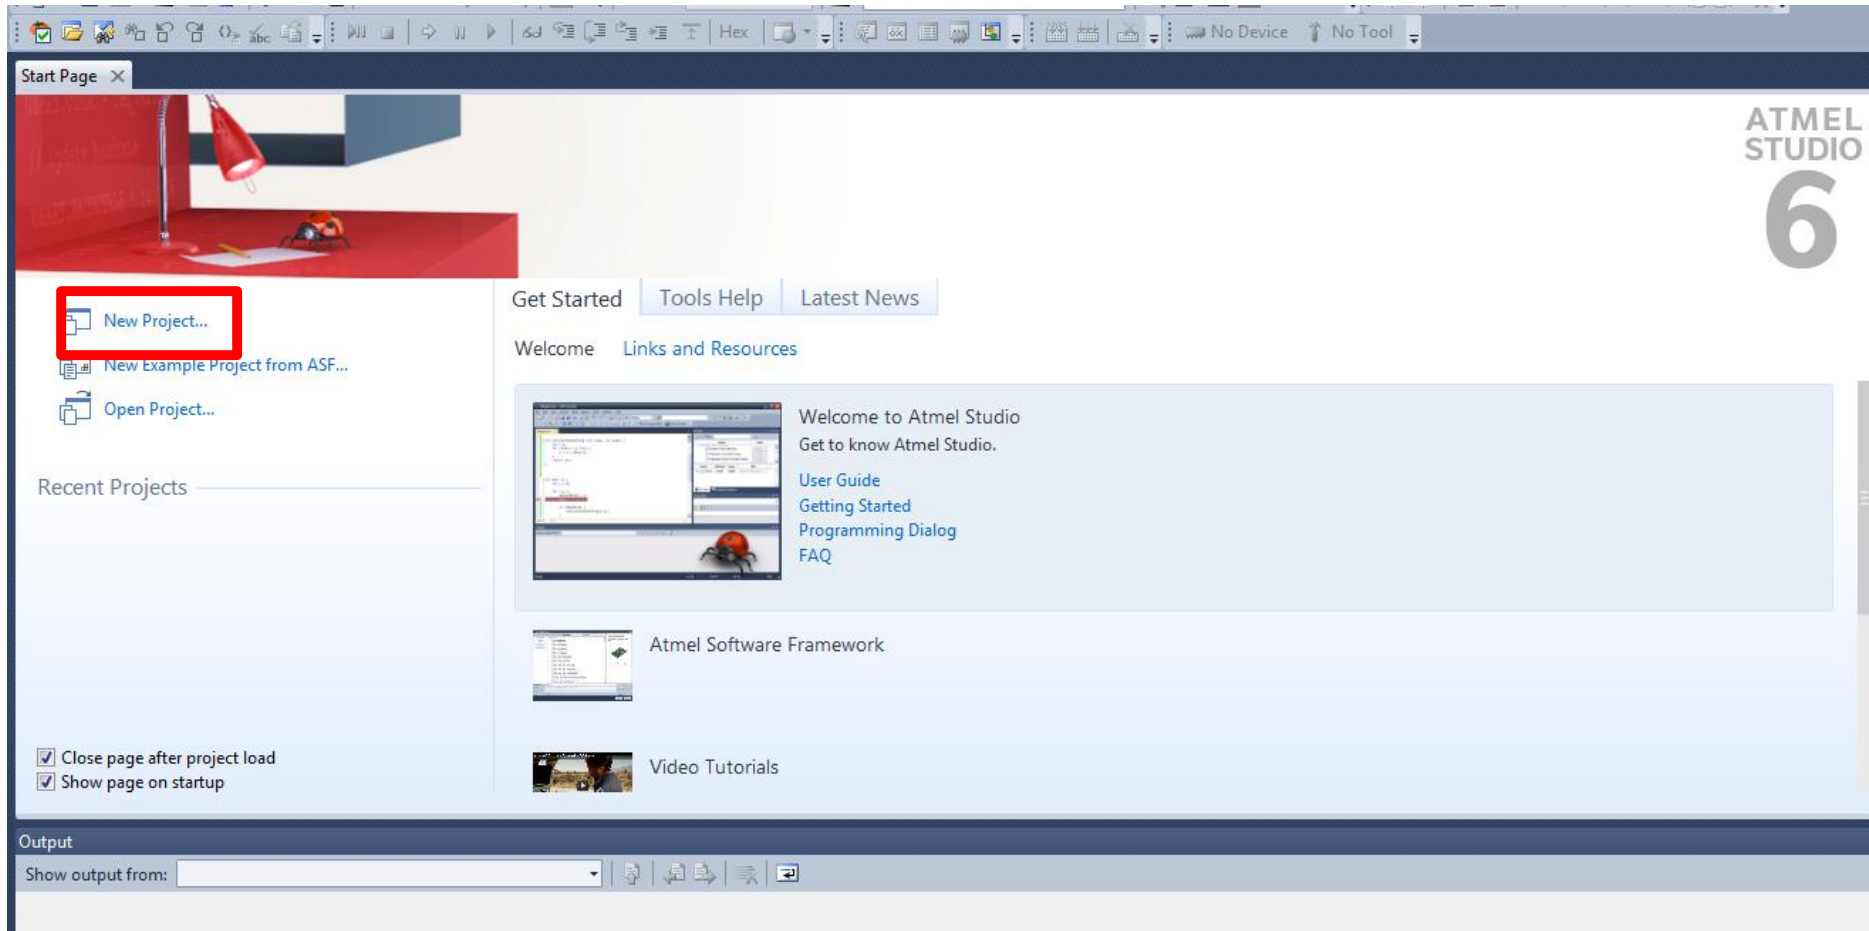 Hex
No Device
No Tool
Start Page
ATMEL
STUDIO
6
New Project...
New Example Project from ASF...
Open Project...
Recent Projects
Close page after project load
Show page on startup
Get Started
Tools Help
Latest News
Welcome
Links and Resources
Welcome to Atmel Studio
Get to know Atmel Studio.
User Guide
Getting Started
Programming Dialog
FAQ
Atmel Software Framework
Video Tutorials
Output
Show output from: